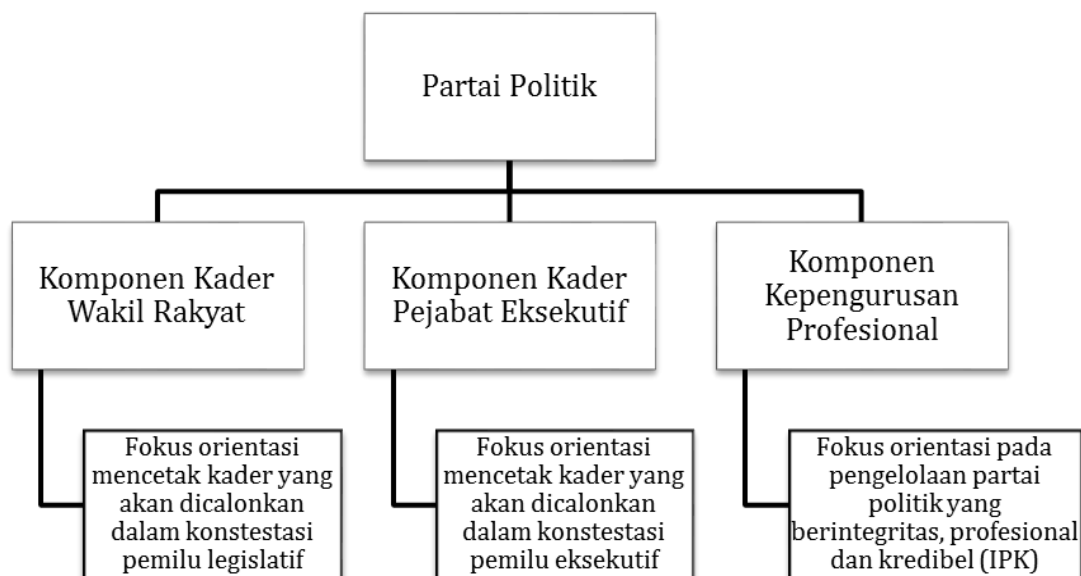 Partai Politik
Komponen Kader
Wakil Rakyat
Komponen Kader
Pejabat Eksekutif
Komponen
Kepengurusan
Profesional
Fokus orientasi
mencetak kader yang
akan dicalonkan
dalam konstestasi
pemilu legislatif
Fokus orientasi
mencetak kader yang
akan dicalonkan
dalam konstestasi
pemilu eksekutif
Fokus orientasi pada
pengelolaan partai
politik yang
berintegritas, profesional
dan kredibel (IPK)